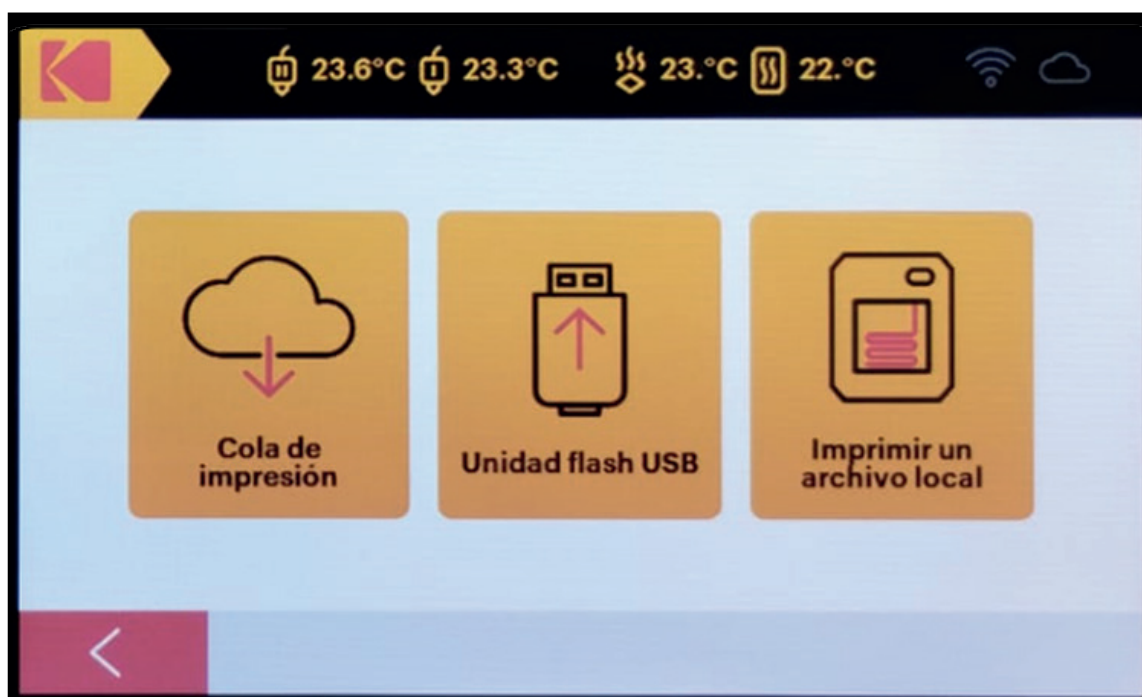 23.6°C 23.3°C 23.°C 22.°C
Cola de
impresión
Unidad flash USB
Imprimir un
archivo local